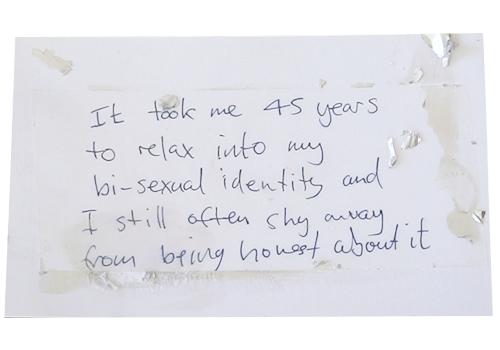 It took me 45 years
to relax into my
bi-sexual identity and
I still often shy away
from being honest about it